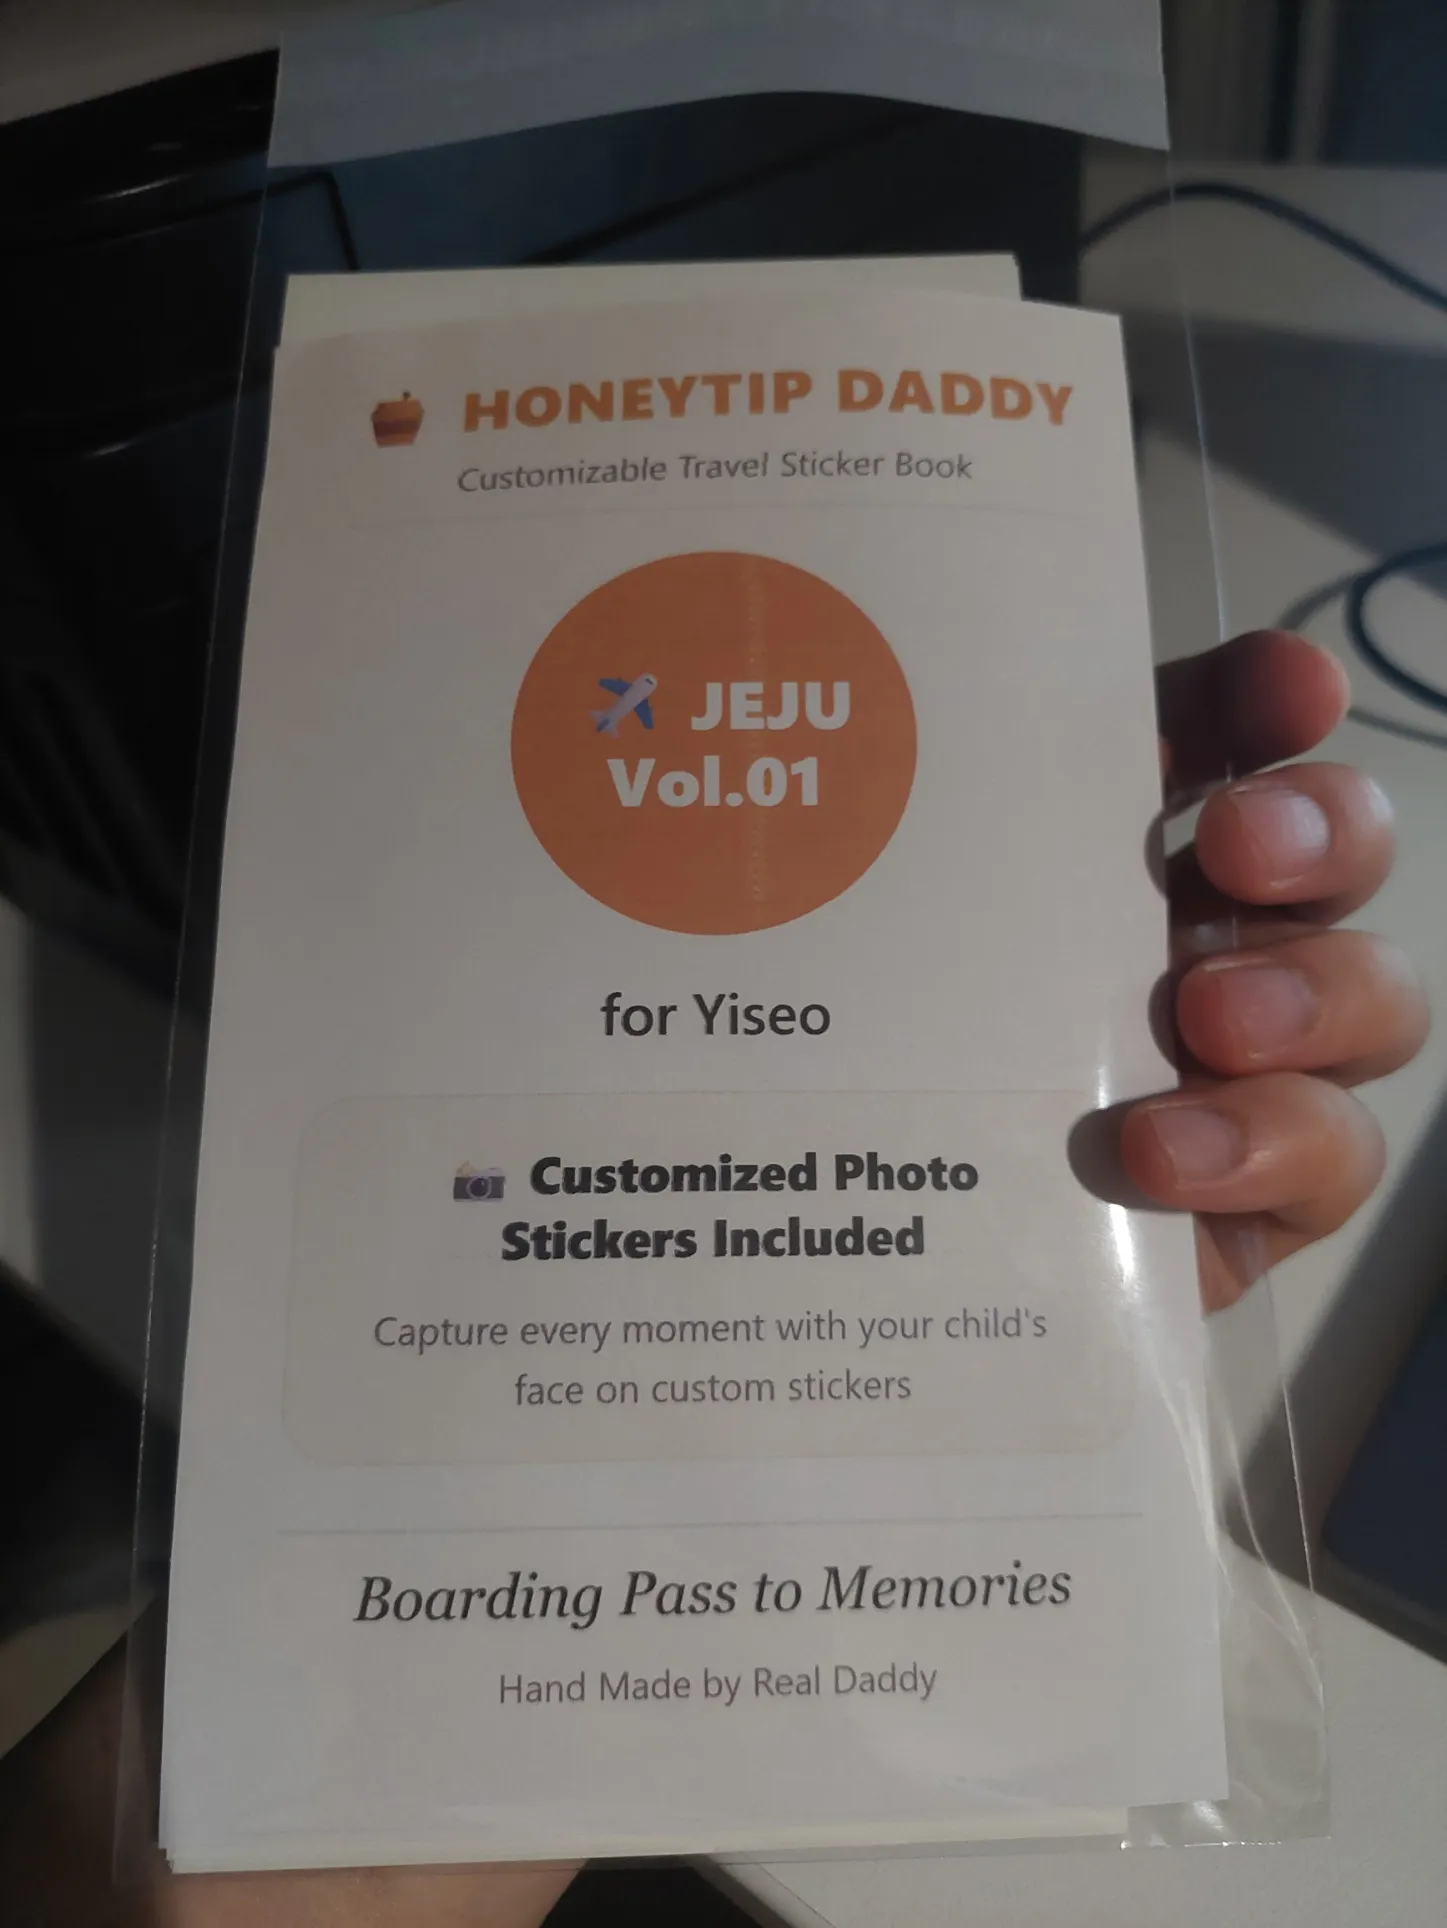 HONEYTIP DADDY
Customizable Travel Sticker Book
JEJU
Vol.01
for Yiseo
Customized Photo
Stickers Included
Capture every moment with your child's
face on custom stickers
Boarding Pass to Memories
Hand Made by Real Daddy